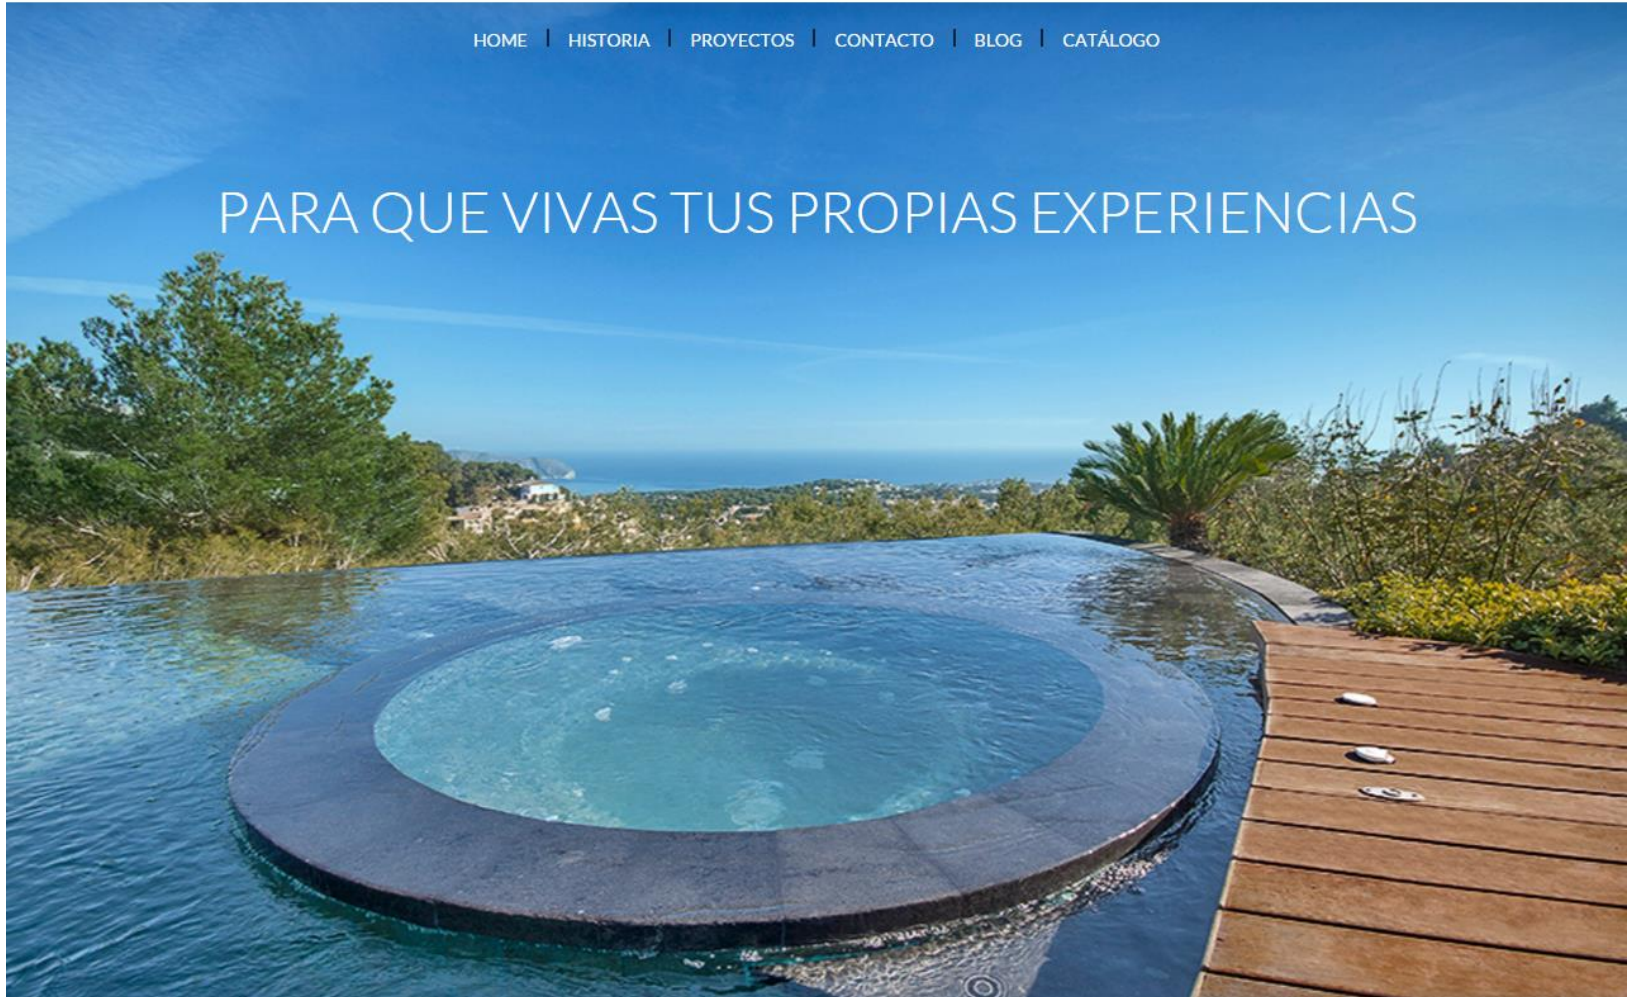 HOME | HISTORIA | PROYECTOS | CONTACTO | BLOG | CATÁLOGO
PARA QUE VIVAS TUS PROPIAS EXPERIENCIAS